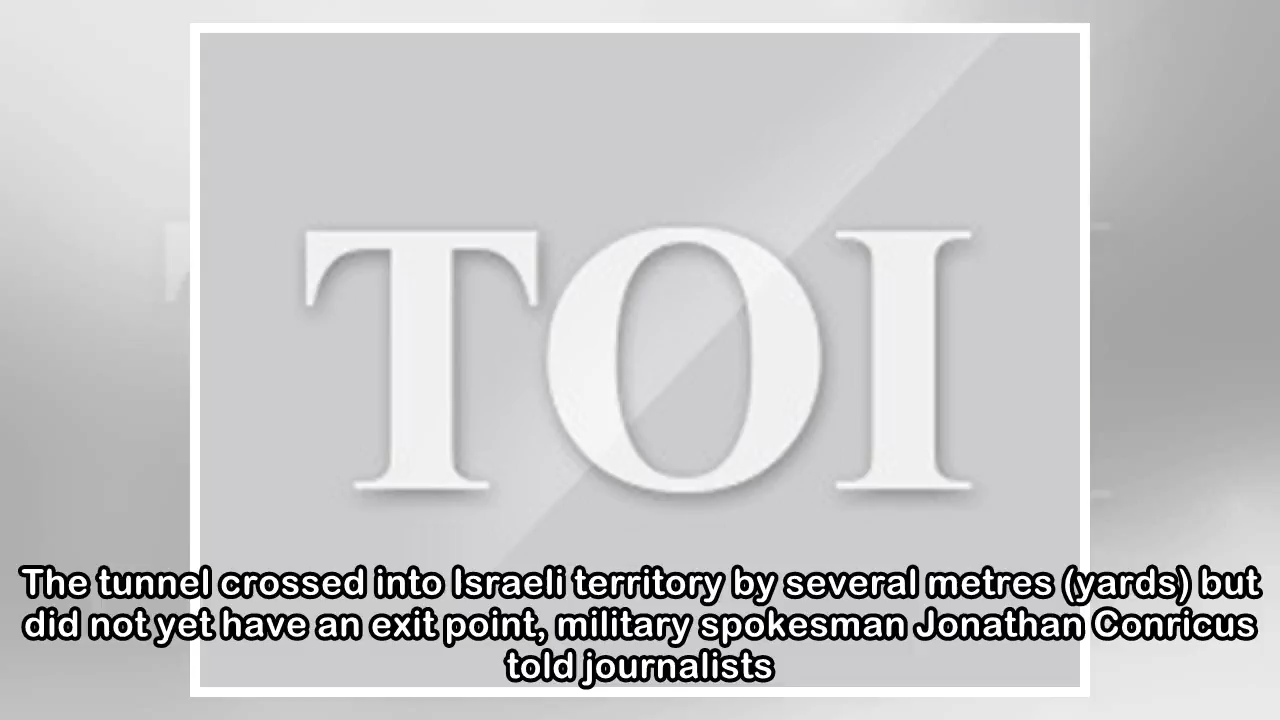 TOI
The tunnel crossed into Israeli territory by several metres (yards) but
did not yet have an exit point, military spokesman Jonathan Conricus
told journalists